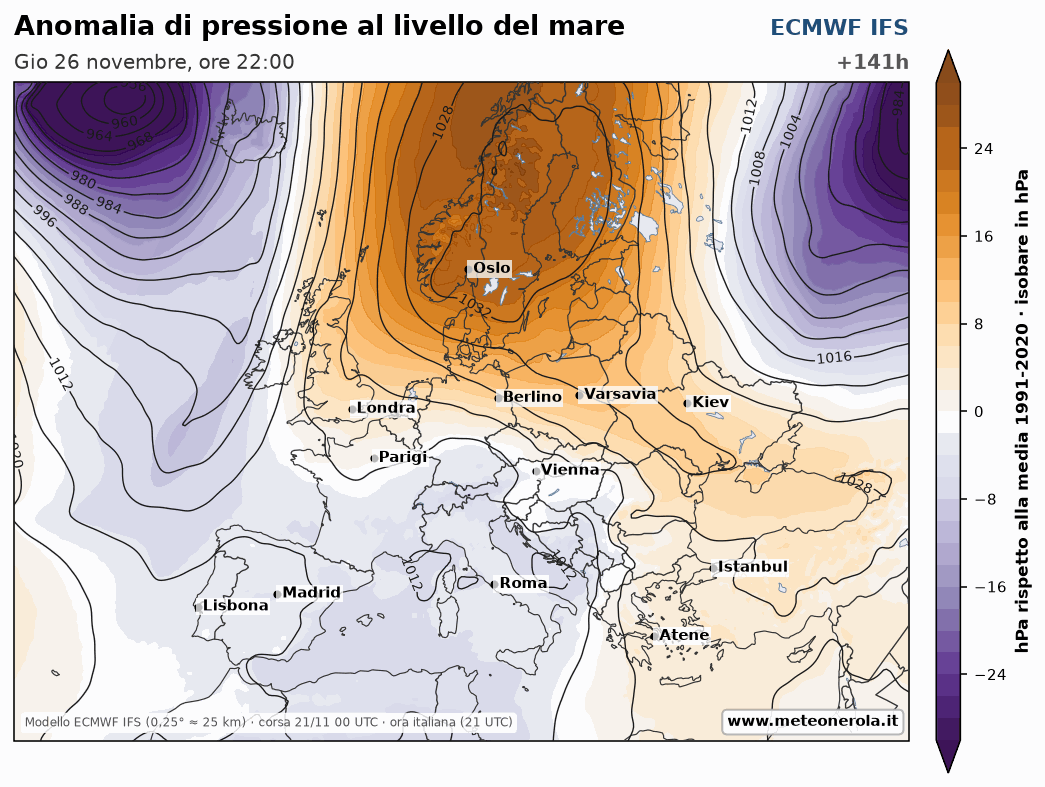 Anomalia di pressione al livello del mare
ECMWF IFS
Gio 26 novembre, ore 22:00
+141h
960
964
968
980
984
988
996
1012
1028
1032
1012
1004
1008
984
1016
1028
1012
Oslo
Londra
Berlino
Varsavia
Kiev
Parigi
Vienna
Madrid
Lisbona
Roma
Istanbul
Atene
24
16
8
0
−8
−16
−24
hPa rispetto alla media 1991-2020 · isobare in hPa
Modello ECMWF IFS (0,25° ≈ 25 km) · corsa 21/11 00 UTC · ora italiana (21 UTC)
www.meteonerola.it